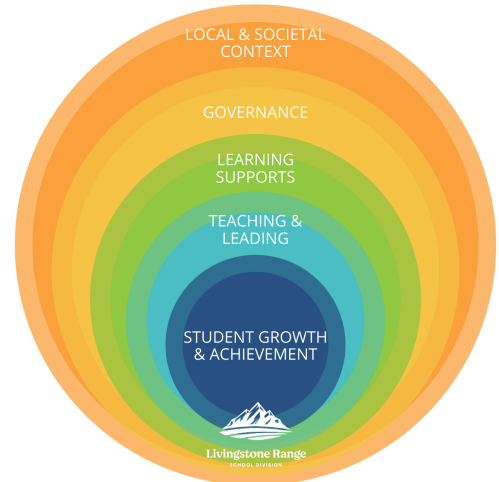 LOCAL & SOCIETAL
CONTEXT
GOVERNANCE
LEARNING
SUPPORTS
TEACHING &
LEADING
STUDENT GROWTH
& ACHIEVEMENT
Livingstone Range
SCHOOL DIVISION